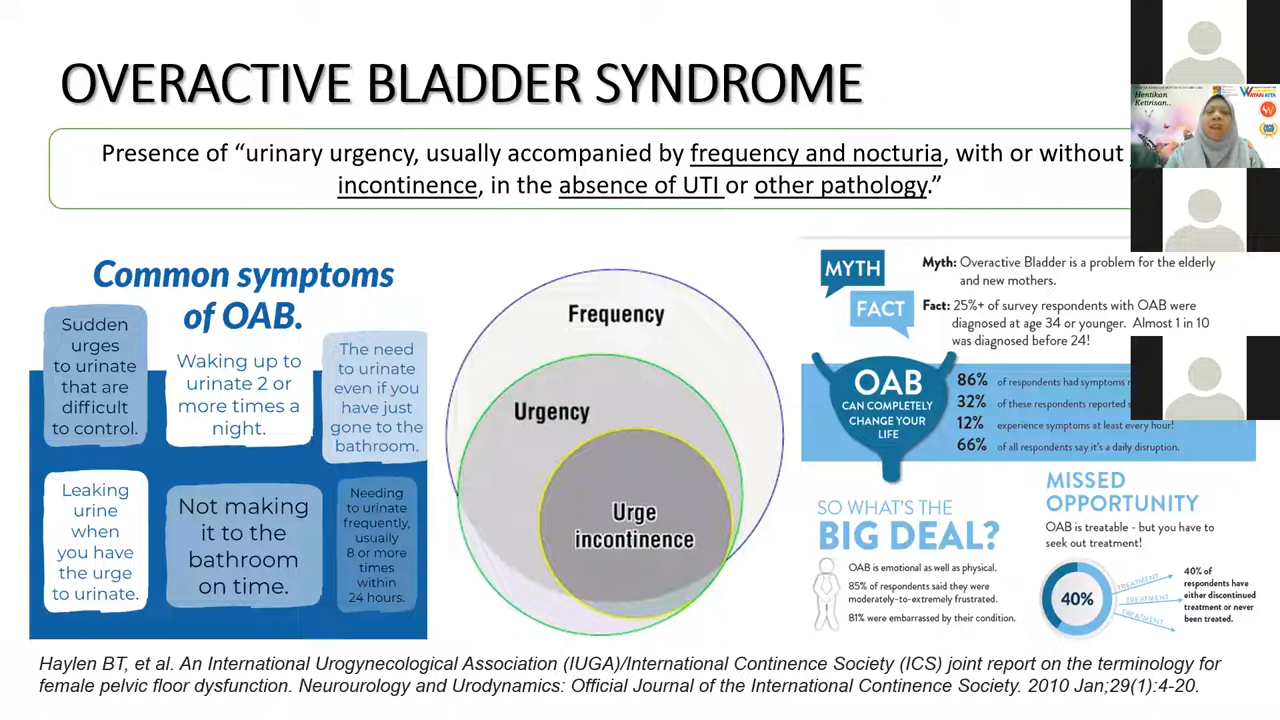 OVERACTIVE BLADDER SYNDROME
Presence of “urinary urgency, usually accompanied by frequency and nocturia, with or without
incontinence, in the absence of UTI or other pathology.”
Common symptoms
of OAB.
Sudden
urges
to urinate
that are
difficult
to control.
Waking up to
urinate 2 or
more times a
night.
The need
to urinate
even if you
have just
gone to the
bathroom.
Leaking
urine
when
you have
the urge
to urinate.
Not making
it to the
bathroom
on time.
Needing
to urinate
frequently,
usually
8 or more
times
within
24 hours.
Frequency
Urgency
Urge
incontinence
MYTH
Myth: Overactive Bladder is a problem for the elderly
and new mothers.
FACT
Fact: 25%+ of survey respondents with OAB were
diagnosed at age 34 or younger. Almost 1 in 10
was diagnosed before 24!
OAB
CAN COMPLETELY
CHANGE YOUR
LIFE
86% of respondents had symptoms
32% of these respondents reported
12% experience symptoms at least every hour!
66% of all respondents say it's a daily disruption.
SO WHAT'S THE
BIG DEAL?
OAB is emotional as well as physical.
85% of respondents said they were
moderately-to-extremely frustrated.
81% were embarrassed by their condition.
MISSED
OPPORTUNITY
OAB is treatable - but you have to
seek out treatment!
40%
TREATMENT
TREATMENT
TREATMENT
40% of
respondents have
either discontinued
treatment or never
been treated.
Haylen BT, et al. An International Urogynecological Association (IUGA)/International Continence Society (ICS) joint report on the terminology for
female pelvic floor dysfunction. Neurourology and Urodynamics: Official Journal of the International Continence Society. 2010 Jan;29(1):4-20.
Hentikan
Ketirisan..
WATAN KITA